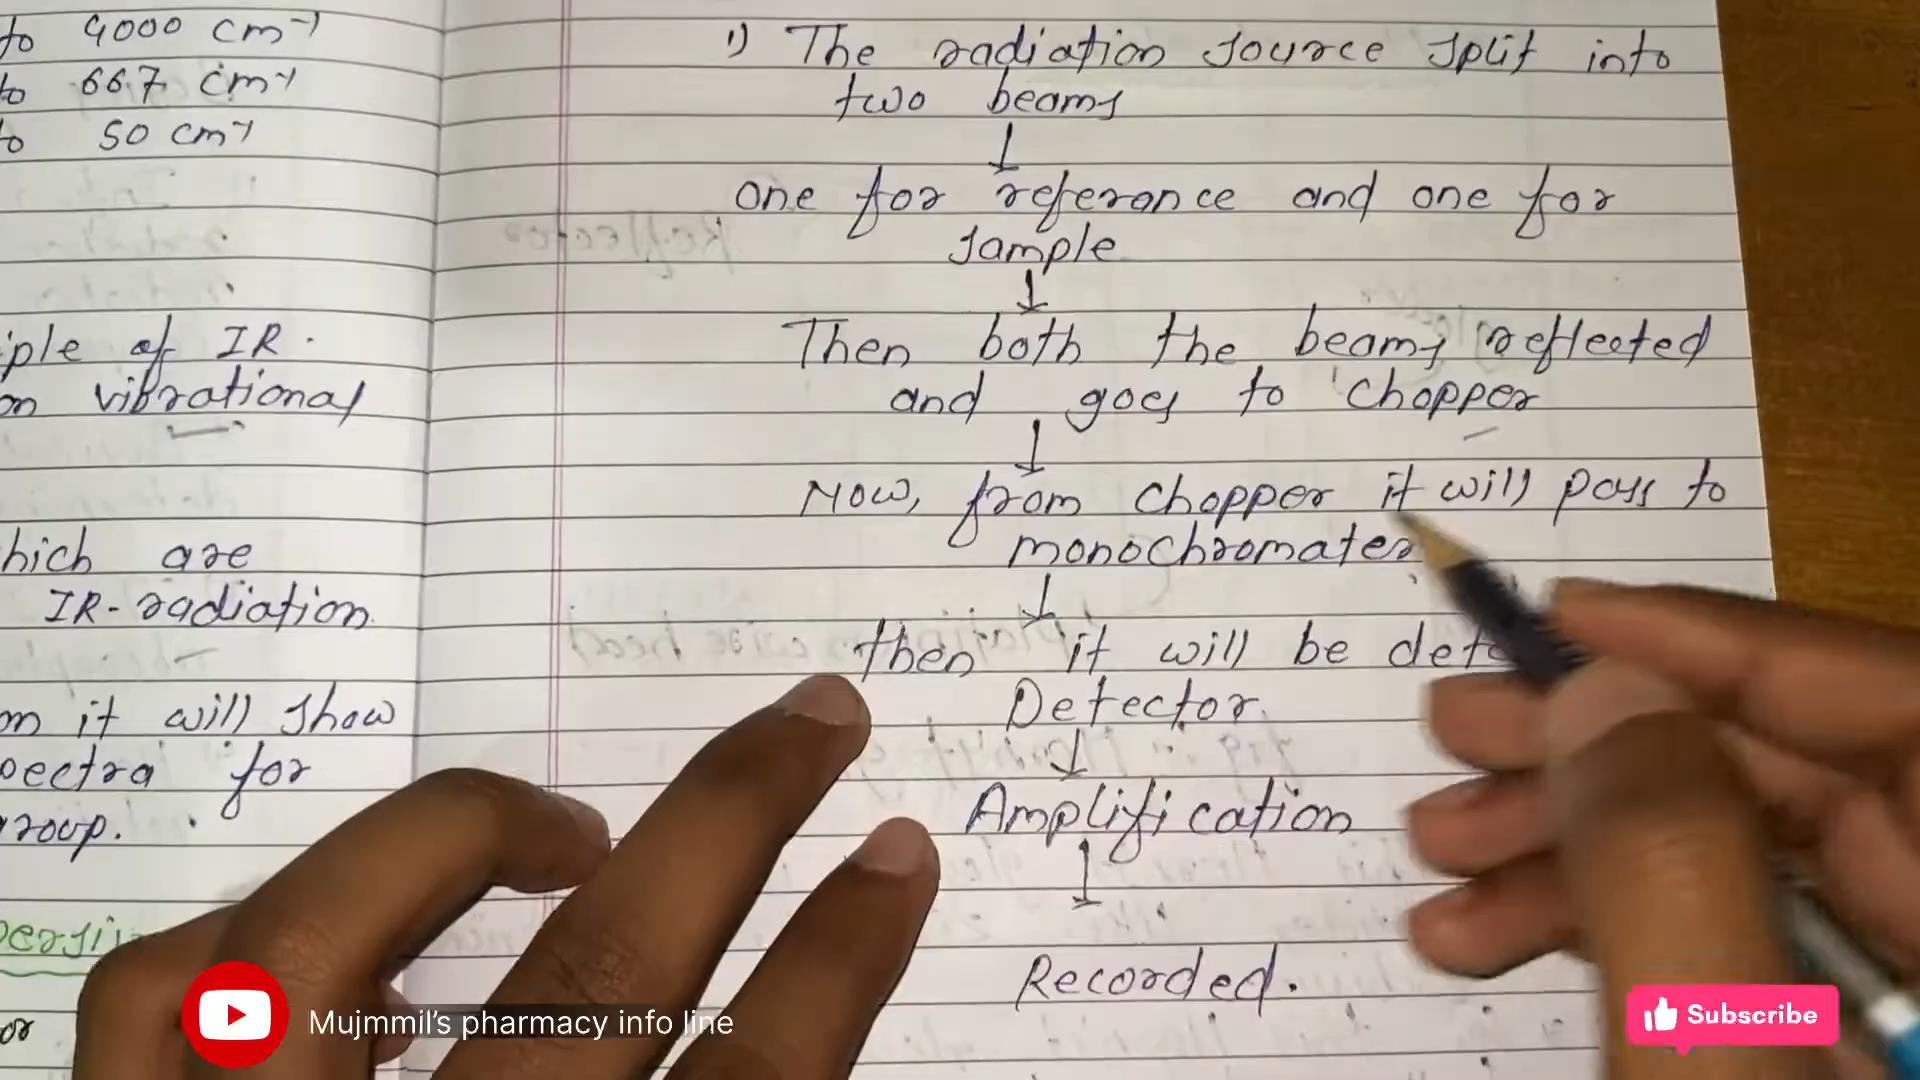 to 4000 cm⁻¹
to 667 cm⁻¹
to 50 cm⁻¹
iple of IR.
on vibrational
hich are
IR-radiation
on it will show
pectra for
group.
or
1) The radiation source split into
two beams
↓
one for reference and one for
sample
↓
Then both the beams reflected
and goes to chopper
↓
Now, from chopper it will pass to
monochromater
↓
then it will be dete
Detector.
↓
Amplification
↓
Recorded.
Mujmmil's pharmacy info line
Subscribe